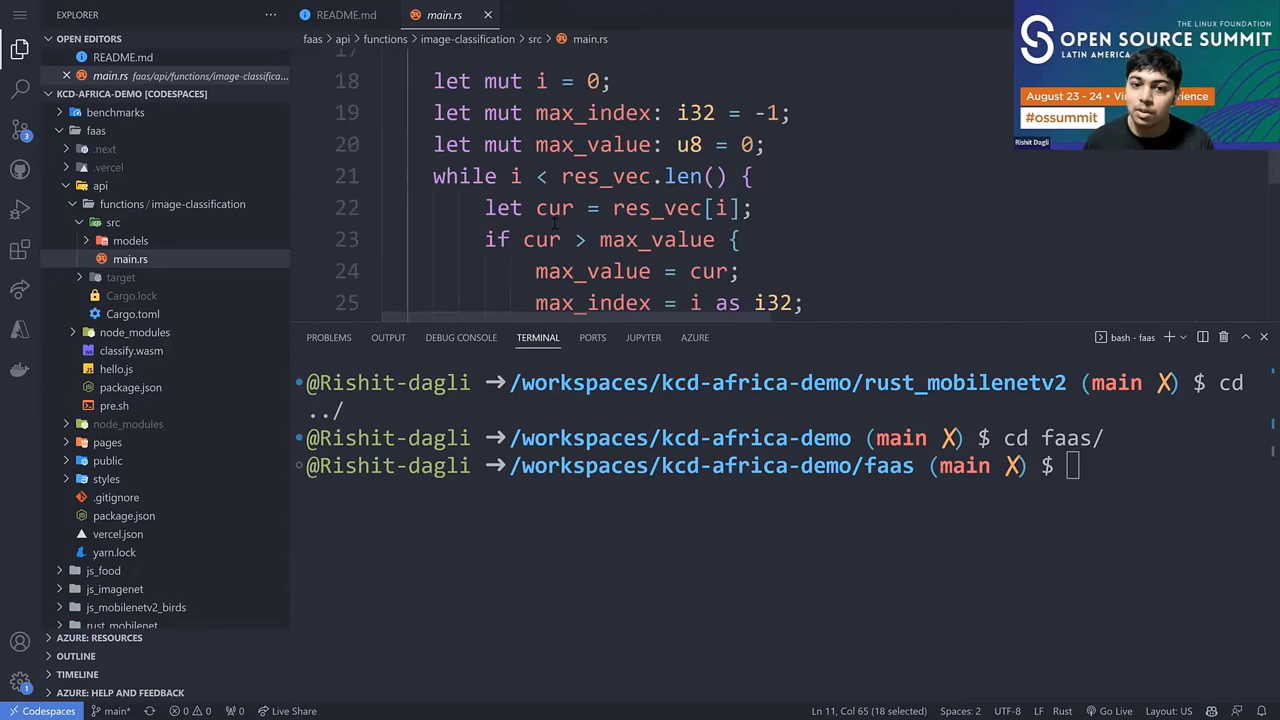 EXPLORER
OPEN EDITORS
README.md
main.rs faas/api/functions/image-classifica...
KCD-AFRICA-DEMO [CODESPACES]
benchmarks
faas
.next
.vercel
api
functions / image-classification
src
models
main.rs
target
Cargo.lock
Cargo.toml
node_modules
classify.wasm
hello.js
package.json
pre.sh
node_modules
pages
public
styles
.gitignore
package.json
vercel.json
yarn.lock
js_food
js_imagenet
js_mobilenetv2_birds
rust_mobilenet
AZURE: RESOURCES
OUTLINE
TIMELINE
AZURE: HELP AND FEEDBACK
README.md main.rs
faas > api > functions > image-classification > src > main.rs
17
18 let mut i = 0;
19 let mut max_index: i32 = -1;
20 let mut max_value: u8 = 0;
21 while i < res_vec.len() {
22 let cur = res_vec[i];
23 if cur > max_value {
24 max_value = cur;
25 max_index = i as i32;
PROBLEMS OUTPUT DEBUG CONSOLE TERMINAL PORTS JUPYTER AZURE
bash - faas
@Rishit-dagli ➜ /workspaces/kcd-africa-demo/rust_mobilenetv2 (main ✗) $ cd
../
@Rishit-dagli ➜ /workspaces/kcd-africa-demo (main ✗) $ cd faas/
@Rishit-dagli ➜ /workspaces/kcd-africa-demo/faas (main ✗) $
THE LINUX FOUNDATION
OPEN SOURCE SUMMIT
LATIN AMERICA
August 23 - 24 • Vir
erience
#ossummit
Rishit Dagli
3
1
Codespaces main* 0 0 0 Live Share
Ln 11, Col 65 (18 selected) Spaces: 2 UTF-8 LF Rust Go Live Layout: US